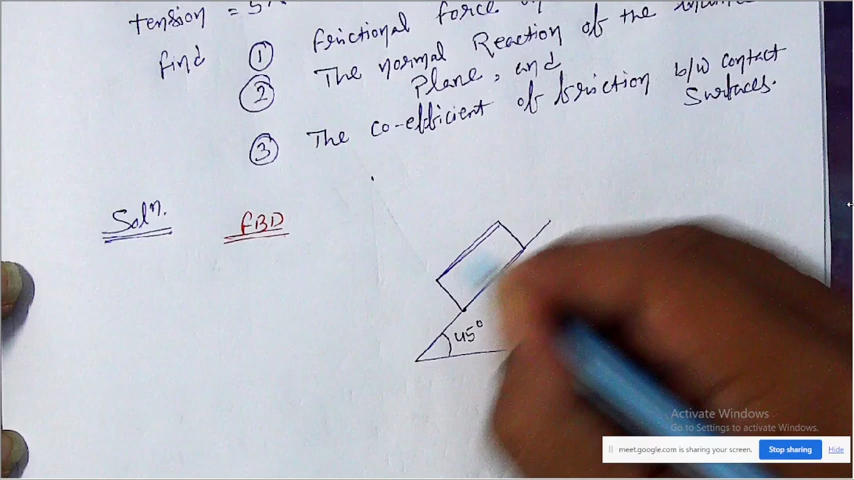 tension =
frictional force
find ①
② The normal Reaction of the
Plane, and
③ The co-efficient of friction b/w contact
Surfaces.
Soln. FBD
45°
Activate Windows
Go to Settings to activate Windows.
meet.google.com is sharing your screen. Stop sharing Hide